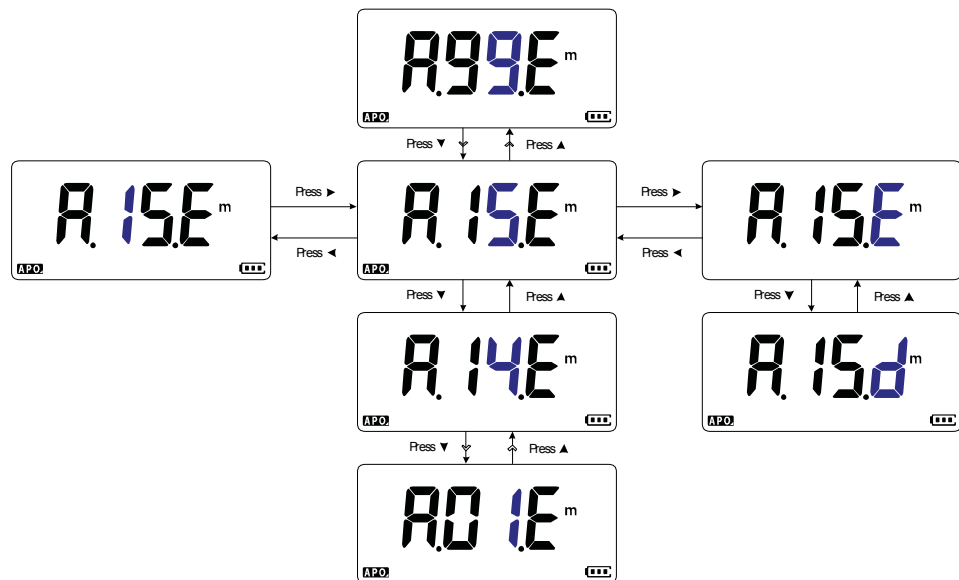 A.99.E m
APO.
Press ▼ Press ▲
A.15.E m
APO.
Press ►
Press ◄
A.15.E m
APO.
Press ►
Press ◄
A.15.E m
Press ▼ Press ▲
Press ▼ Press ▲
A.14.E m
APO.
A.15.d m
APO.
Press ▼ Press ▲
A.01.E m
APO.